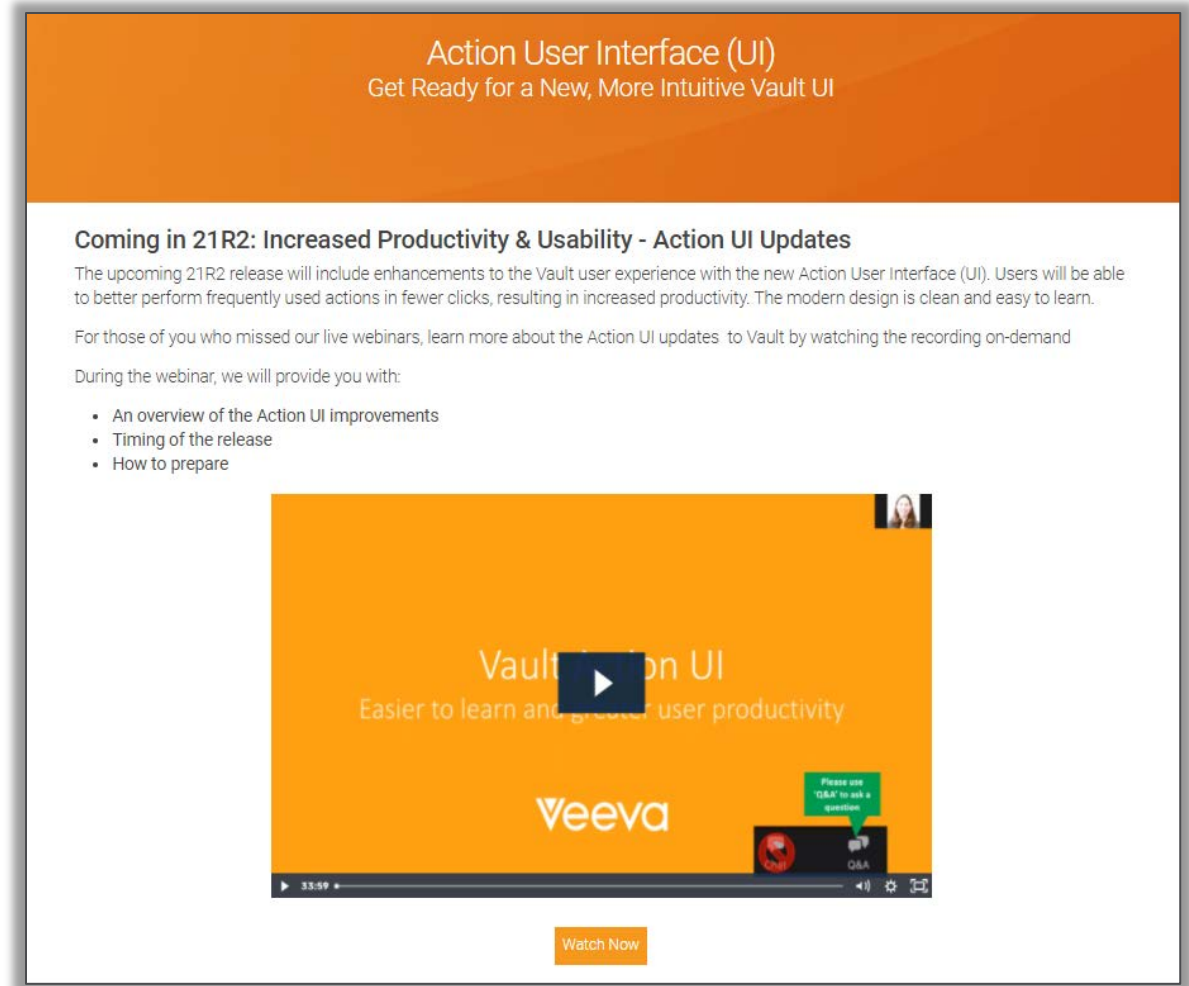 Action User Interface (UI)
Get Ready for a New, More Intuitive Vault UI
Coming in 21R2: Increased Productivity & Usability - Action UI Updates
The upcoming 21R2 release will include enhancements to the Vault user experience with the new Action User Interface (UI). Users will be able
to better perform frequently used actions in fewer clicks, resulting in increased productivity. The modern design is clean and easy to learn.
For those of you who missed our live webinars, learn more about the Action UI updates  to Vault by watching the recording on-demand
During the webinar, we will provide you with:
• An overview of the Action UI improvements
• Timing of the release
• How to prepare
Vault Action UI
Easier to learn and greater user productivity
Please use
'Q&A' to ask a
question
Veeva
Chat Q&A
33:59
Watch Now